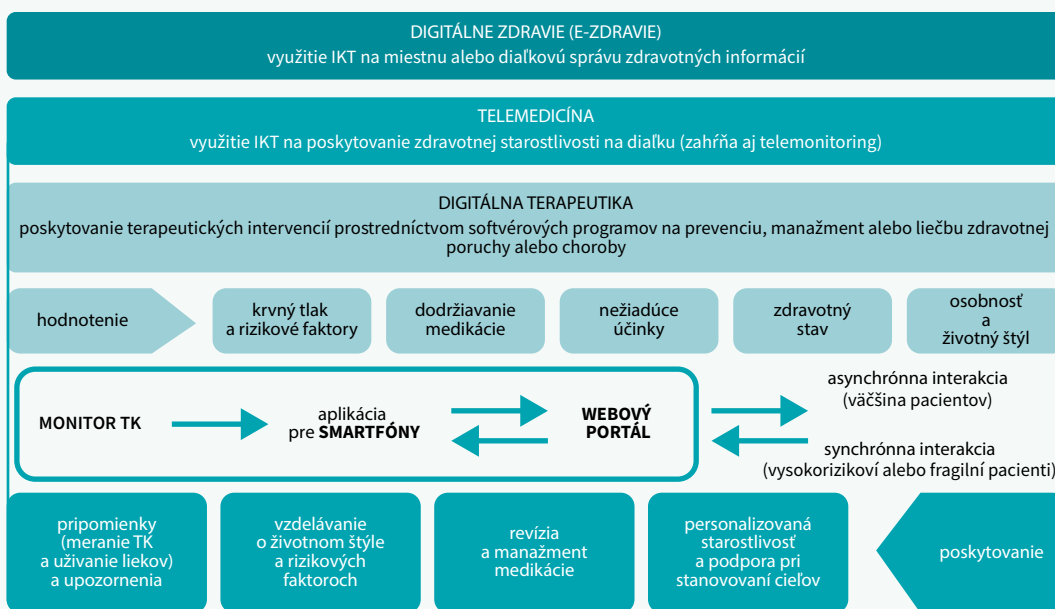 DIGITÁLNE ZDRAVIE (E-ZDRAVIE)
využitie IKT na miestnu alebo diaľkovú správu zdravotných informácií
TELEMEDICÍNA
využitie IKT na poskytovanie zdravotnej starostlivosti na diaľku (zahŕňa aj telemonitoring)
DIGITÁLNA TERAPEUTIKA
poskytovanie terapeutických intervencií prostredníctvom softvérových programov na prevenciu, manažment alebo liečbu zdravotnej
poruchy alebo choroby
hodnotenie
krvný tlak
a rizikové faktory
dodržiavanie
medikácie
nežiadúce
účinky
zdravotný
stav
osobnosť
a
životný štýl
MONITOR TK
aplikácia
pre SMARTFÓNY
WEBOVÝ
PORTÁL
asynchrónna interakcia
(väčšina pacientov)
synchrónna interakcia
(vysokorizikoví alebo fragilní pacienti)
pripomienky
(meranie TK
a uživanie liekov)
a upozornenia
vzdelávanie
o životnom štýle
a rizikových
faktoroch
revízia
a manažment
medikácie
personalizovaná
starostlivosť
a podpora pri
stanovovaní cieľov
poskytovanie